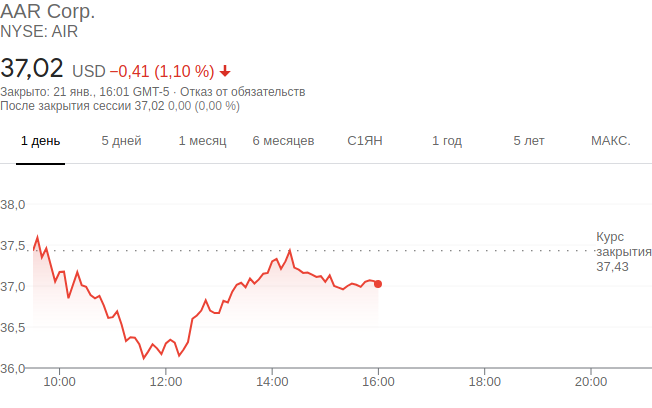 AAR Corp.
NYSE: AIR
37,02 USD −0,41 (1,10 %)
Закрыто: 21 янв., 16:01 GMT-5 · Отказ от обязательств
После закрытия сессии 37,02 0,00 (0,00 %)
1 день 5 дней 1 месяц 6 месяцев С1ЯН 1 год 5 лет МАКС.
38,0
37,5
37,0
36,5
36,0
Курс
закрытия
37,43
10:00 12:00 14:00 16:00 18:00 20:00